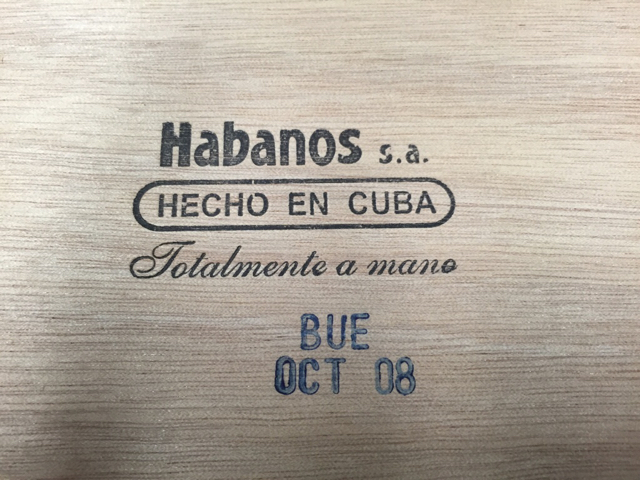 Habanos s.a.
HECHO EN CUBA
Totalmente a mano
BUE
OCT 08